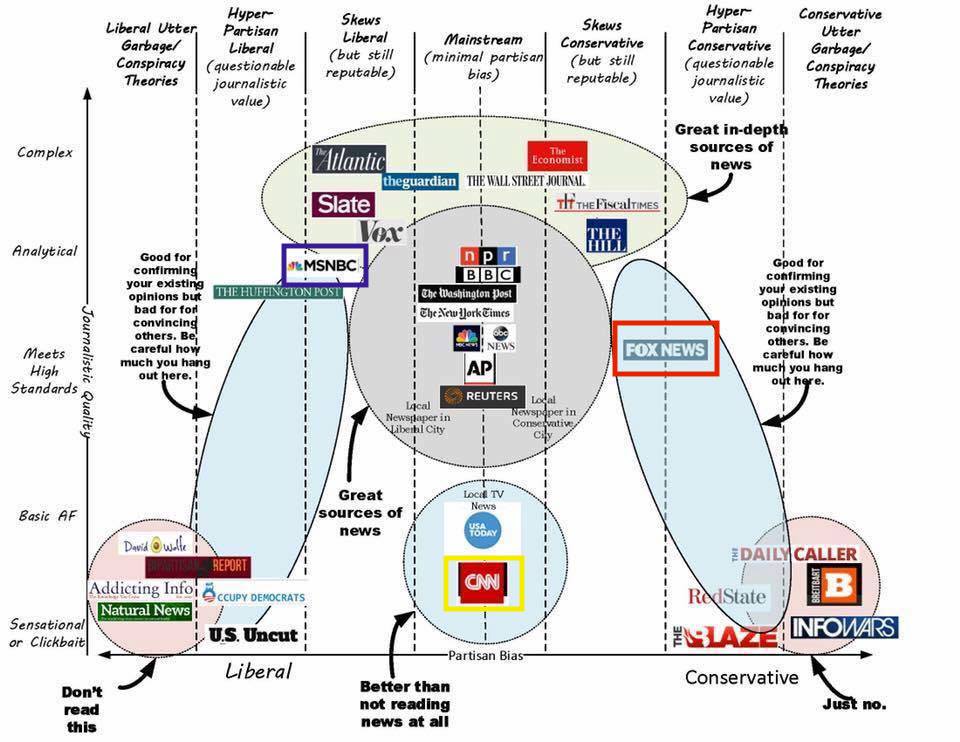 Liberal Utter
Garbage/
Conspiracy
Theories
Hyper-
Partisan
Liberal
(questionable
journalistic
value)
Skews
Liberal
(but still
reputable)
Mainstream
(minimal partisan
bias)
Skews
Conservative
(but still
reputable)
Hyper-
Partisan
Conservative
(questionable
journalistic
value)
Conservative
Utter
Garbage/
Conspiracy
Theories
Complex
Analytical
Meets
High
Standards
Basic AF
Sensational
or Clickbait
Journalistic Quality
Great in-depth
sources of
news
The Atlantic
theguardian
The
Economist
THE WALL STREET JOURNAL.
Slate
Vox
TFT THE FISCAL TIMES
THE
HILL
Good for
confirming
your existing
opinions but
bad for for
convincing
others. Be
careful how
much you hang
out here.
MSNBC
THE HUFFINGTON POST
npr
BBC
The Washington Post
The New York Times
NBC NEWS
abc
NEWS
AP
REUTERS
Local
Newspaper in
Liberal City
Local
Newspaper in
Conservative
City
FOX NEWS
Good for
confirming
your existing
opinions but
bad for for
convincing
others. Be
careful how
much you hang
out here.
Great
sources of
news
Local TV
News
USA
TODAY
CNN
David Wolfe
BIPARTISAN REPORT
Addicting Info
Natural News
OCCUPY DEMOCRATS
U.S. Uncut
THE DAILY CALLER
RedState
BREITBART
B
THE BLAZE
INFOWARS
Liberal
Partisan Bias
Conservative
Don't
read
this
Better than
not reading
news at all
Just no.